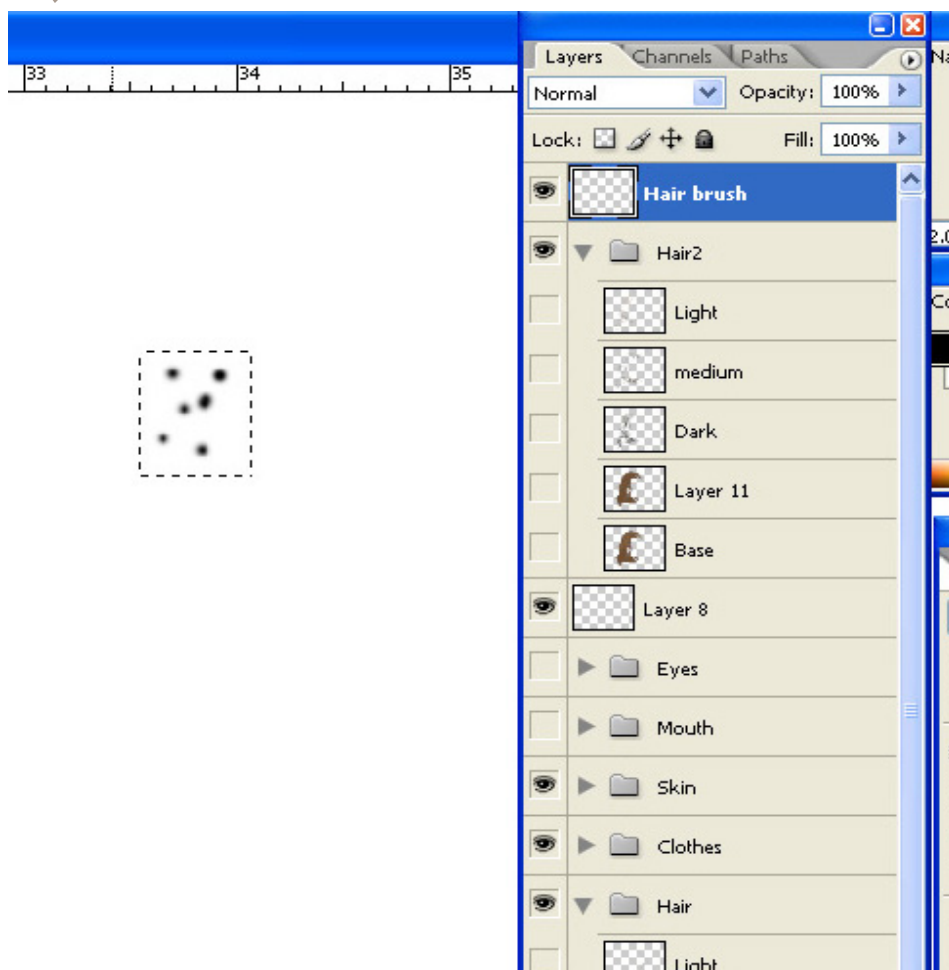 33 34 35
Layers Channels Paths
Normal Opacity: 100%
Lock: Fill: 100%
Hair brush
Hair2
Light
medium
Dark
Layer 11
Base
Layer 8
Eyes
Mouth
Skin
Clothes
Hair
Light